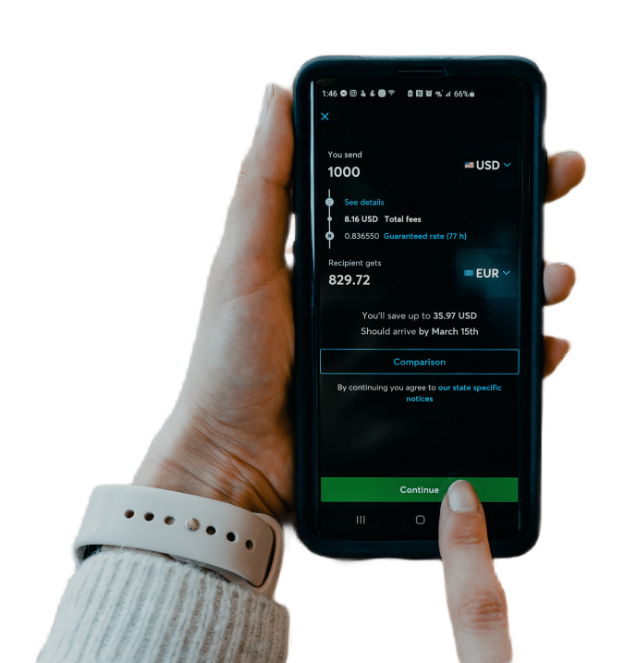 1:46 66%
You send
1000 USD
See details
8.16 USD Total fees
0.836550 Guaranteed rate (77 h)
Recipient gets
829.72 EUR
You'll save up to 35.97 USD
Should arrive by March 15th
Comparison
By continuing you agree to our state specific
notices
Continue